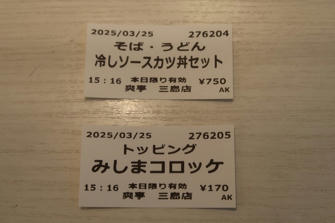 2025/03/25 276204
そば・うどん
冷しソースカツ丼セット
15:16 本日限り有効 ¥750
爽亭 三島店 AK
2025/03/25 276205
トッピング
みしまコロッケ
15:16 本日限り有効 ¥170
爽亭 三島店 AK